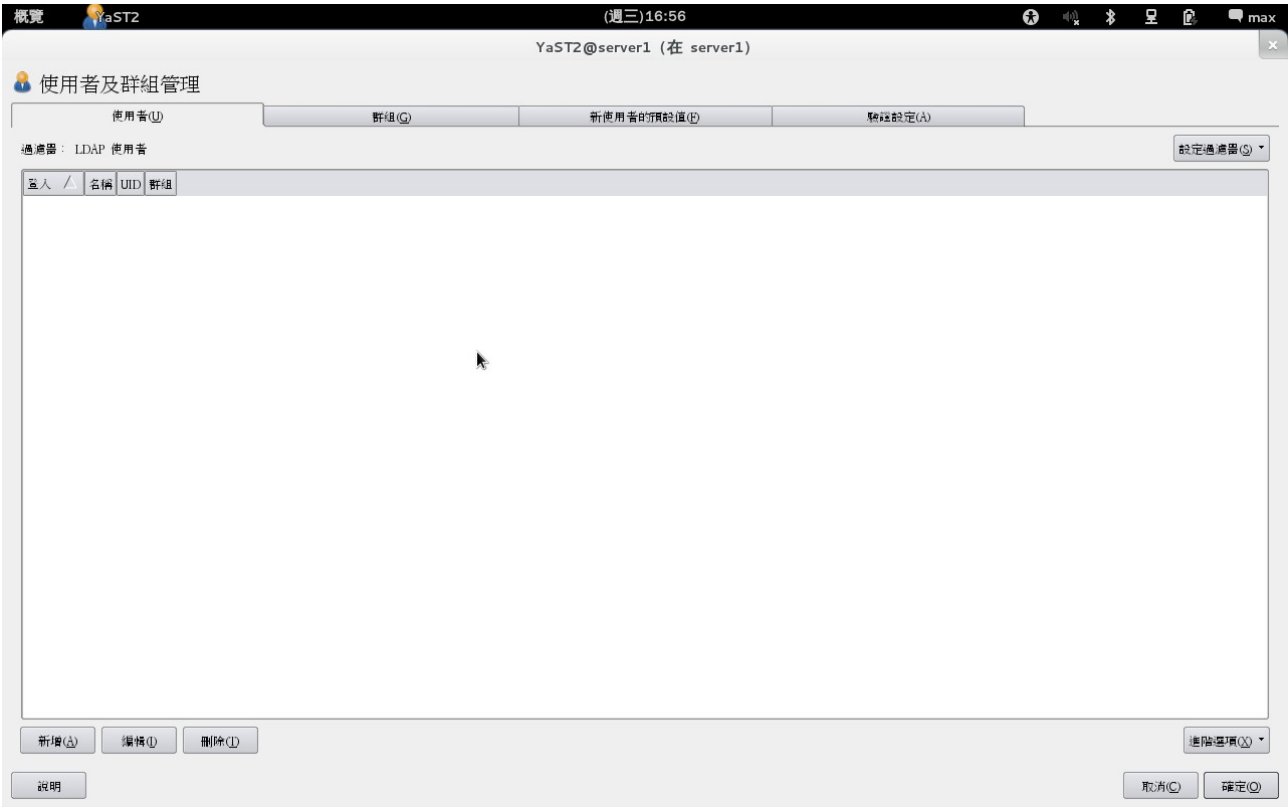 概覽 YaST2 (週三)16:56 max
YaST2@server1 (在 server1)
使用者及群組管理
使用者(U) 群組(G) 新使用者的預設值(F) 驗證設定(A)
過濾器: LDAP 使用者 設定過濾器(S)
登入 名稱 UID 群組
新增(A) 編輯(I) 刪除(T) 進階選項(X)
說明 取消(C) 確定(O)